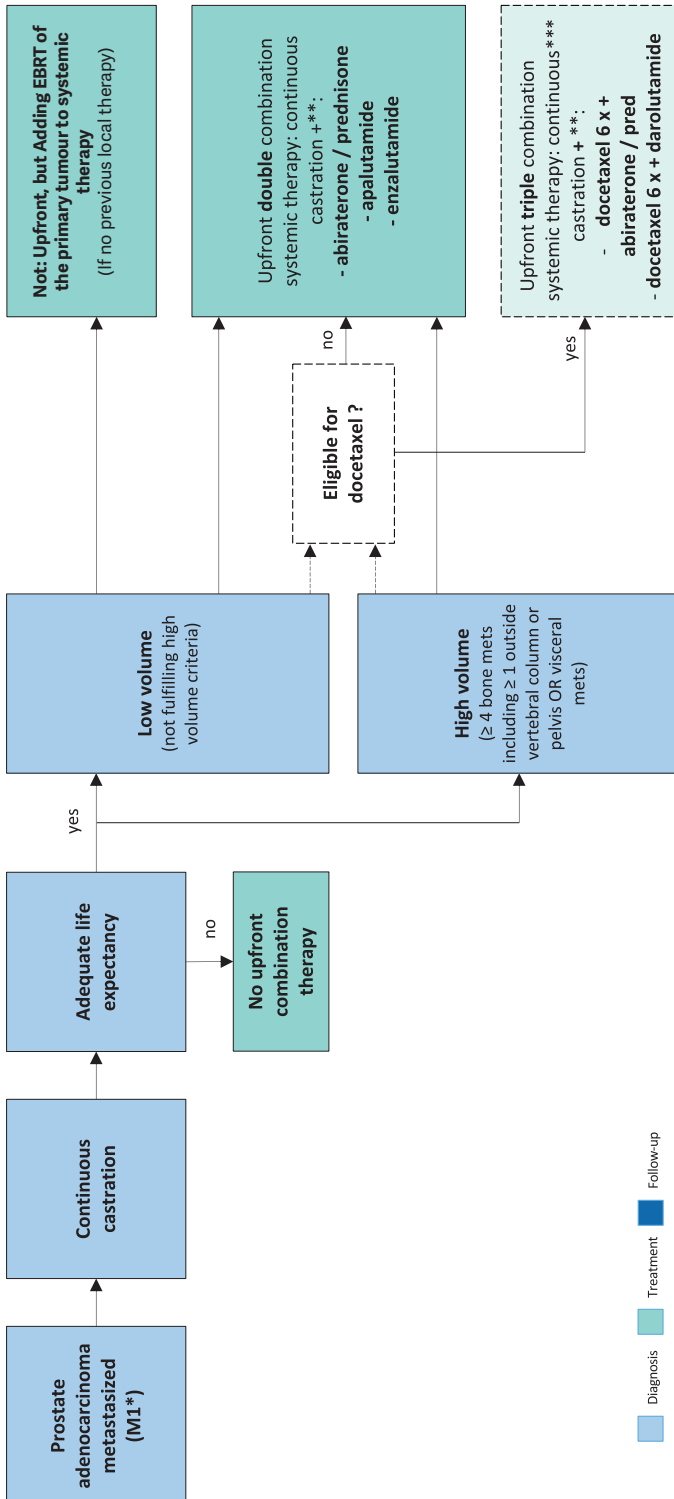 Prostate
adenocarcinoma
metastasized
(M1*)
Continuous
castration
Adequate life
expectancy
yes
no
No upfront
combination
therapy
Low volume
(not fulfilling high
volume criteria)
High volume
(≥ 4 bone mets
including ≥ 1 outside
vertebral column or
pelvis OR visceral
mets)
Eligible for
docetaxel ?
no
yes
Not: Upfront, but Adding EBRT of
the primary tumour to systemic
therapy
(If no previous local therapy)
Upfront double combination
systemic therapy: continuous
castration +**:
- abiraterone / prednisone
- apalutamide
- enzalutamide
Upfront triple combination
systemic therapy: continuous***
castration + **:
- docetaxel 6 x +
abiraterone / pred
- docetaxel 6 x + darolutamide
Diagnosis
Treatment
Follow-up